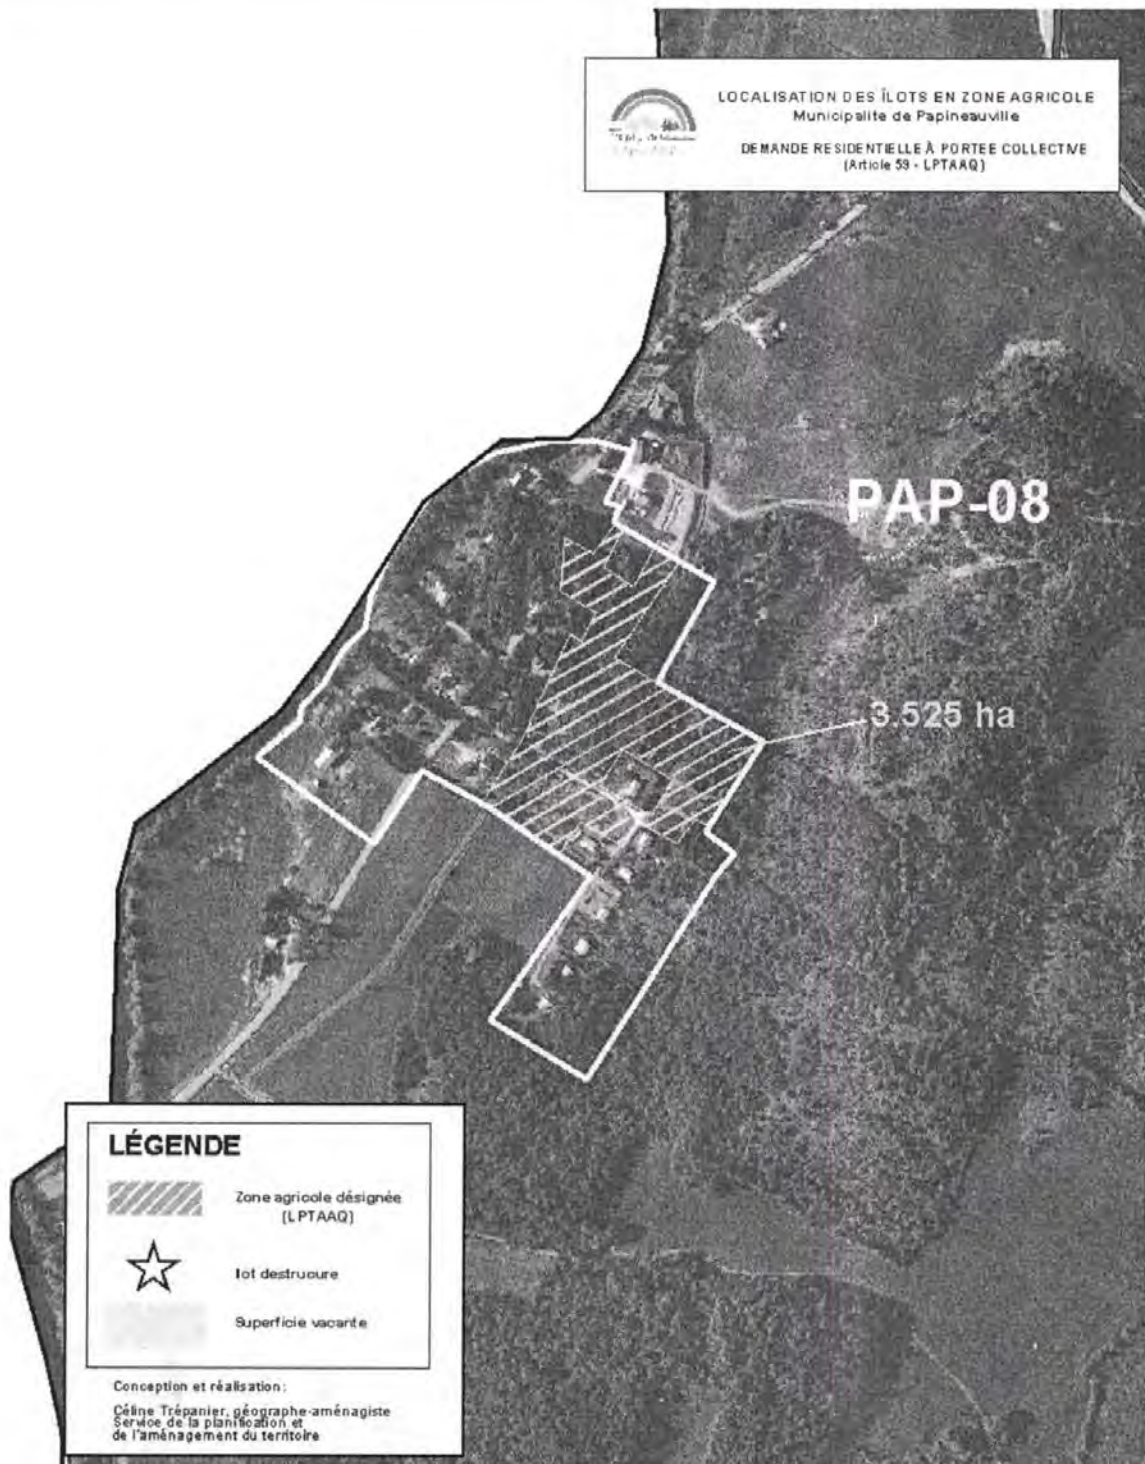 LOCALISATION DES ÎLOTS EN ZONE AGRICOLE
Municipalite de Papineauville
DEMANDE RESIDENTIELLE À PORTEE COLLECTIVE
(Article 59 - LPTAAQ)
PAP-08
3.525 ha
LÉGENDE
Zone agricole désignée
(LPTAAQ)
Ilot destruoure
Superficie vacante
Conception et réalisation :
Céline Trépanier, géographe-aménagiste
Service de la planification et
de l'aménagement du territoire